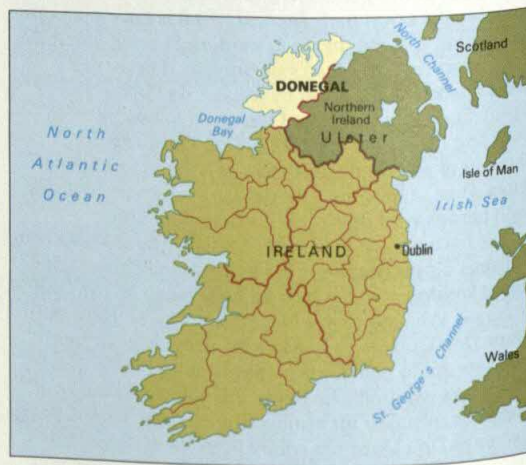 North Channel
Scotland
DONEGAL
Northern
Ireland
Ulster
Donegal
Bay
North
Atlantic
Ocean
Isle of Man
Irish Sea
IRELAND
Dublin
St. George's Channel
Wales